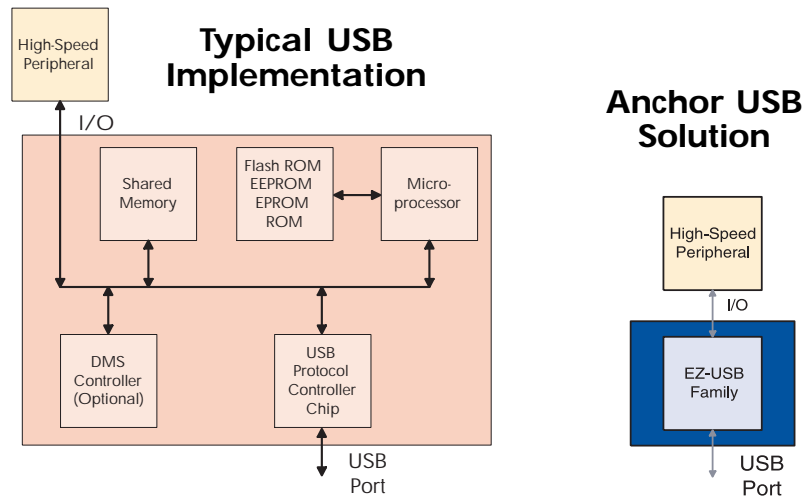 Typical USB
Implementation
High-Speed
Peripheral
I/O
Shared
Memory
Flash ROM
EEPROM
EPROM
ROM
Micro-
processor
DMS
Controller
(Optional)
USB
Protocol
Controller
Chip
USB
Port
Anchor USB
Solution
High-Speed
Peripheral
I/O
EZ-USB
Family
USB
Port